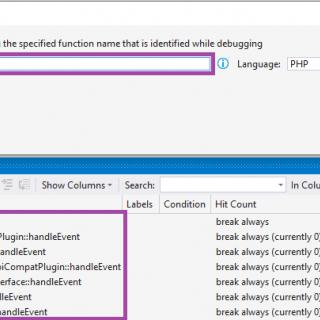 the specified function name that is identified while debugging
Language: PHP
Show Columns Search: In Colu
Labels Condition Hit Count
break always
Plugin::handleEvent break always (currently 0)
handleEvent break always (currently 0)
piCompatPlugin::handleEvent break always (currently 0)
erface::handleEvent break always (currently 0)
dleEvent break always (currently 0)
handleEvent break always (currently 0)